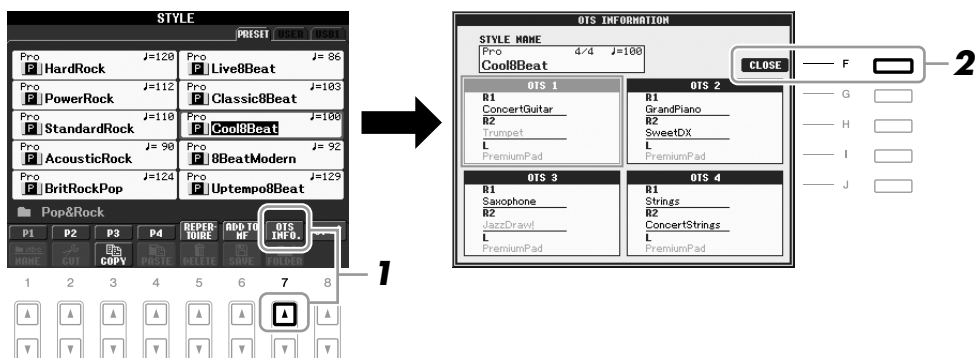 STYLE
PRESET USER USB1
Pro ♩=120
P HardRock
Pro ♩= 86
P Live8Beat
Pro ♩=112
P PowerRock
Pro ♩=103
P Classic8Beat
Pro ♩=110
P StandardRock
Pro ♩=100
P Cool8Beat
Pro ♩= 90
P AcousticRock
Pro ♩= 92
P 8BeatModern
Pro ♩=124
P BritRockPop
Pro ♩=129
P Uptempo8Beat
Pop&Rock
P1 P2 P3 P4 REPER-TOIRE ADD TO MF OTS INFO.
NAME CUT COPY PASTE DELETE SAVE FOLDER
1 2 3 4 5 6 7 8
1
OTS INFORMATION
STYLE NAME
Pro 4/4 ♩=100
Cool8Beat
CLOSE
F
G
H
I
J
2
OTS 1
R1
ConcertGuitar
R2
Trumpet
L
PremiumPad
OTS 2
R1
GrandPiano
R2
SweetDX
L
PremiumPad
OTS 3
R1
Saxophone
R2
JazzDraw!
L
PremiumPad
OTS 4
R1
Strings
R2
ConcertStrings
L
PremiumPad